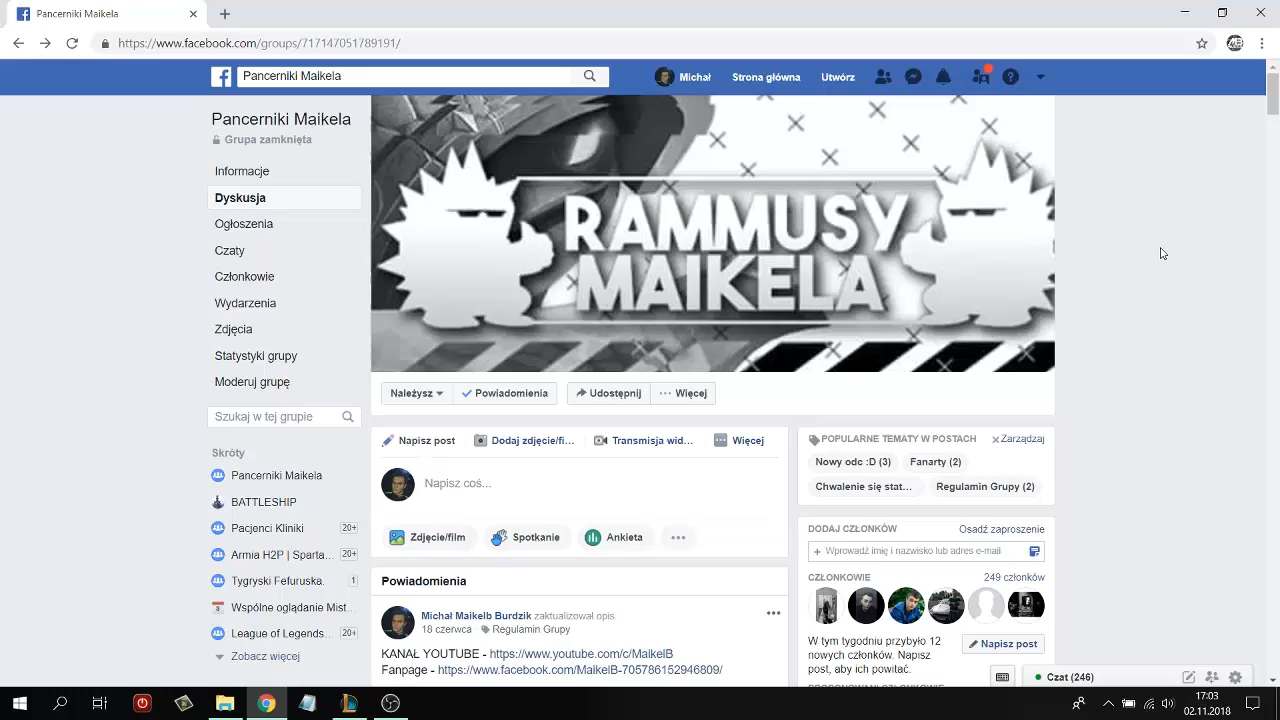 Pancerniki Maikela
https://www.facebook.com/groups/717147051789191/
Pancerniki Maikela
Michał
Strona główna
Utwórz
Pancerniki Maikela
Grupa zamknięta
Informacje
Dyskusja
Ogłoszenia
Czaty
Członkowie
Wydarzenia
Zdjęcia
Statystyki grupy
Moderuj grupę
Szukaj w tej grupie
Skróty
Pancerniki Maikela
BATTLESHIP
Pacjenci Kliniki 20+
Armia H2P | Sparta... 20+
Tygryski Fefuruska. 1
Wspólne oglądanie Mist...
League of Legends... 20+
Zobacz więcej
RAMMUSY
MAIKELA
Należysz
Powiadomienia
Udostępnij
Więcej
Napisz post
Dodaj zdjęcie/fi...
Transmisja wid...
Więcej
Napisz coś...
Zdjęcie/film
Spotkanie
Ankieta
Powiadomienia
Michał Maikelb Burdzik zaktualizował opis.
18 czerwca Regulamin Grupy
KANAŁ YOUTUBE - https://www.youtube.com/c/MaikelB
Fanpage - https://www.facebook.com/MaikelB-705786152946809/
POPULARNE TEMATY W POSTACH
Zarządzaj
Nowy odc :D (3)
Fanarty (2)
Chwalenie się stat...
Regulamin Grupy (2)
DODAJ CZŁONKÓW
Osadź zaproszenie
+ Wprowadź imię i nazwisko lub adres e-mail
CZŁONKOWIE
249 członków
W tym tygodniu przybyło 12
nowych członków. Napisz
post, aby ich powitać.
Napisz post
Czat (246)
17:03
02.11.2018